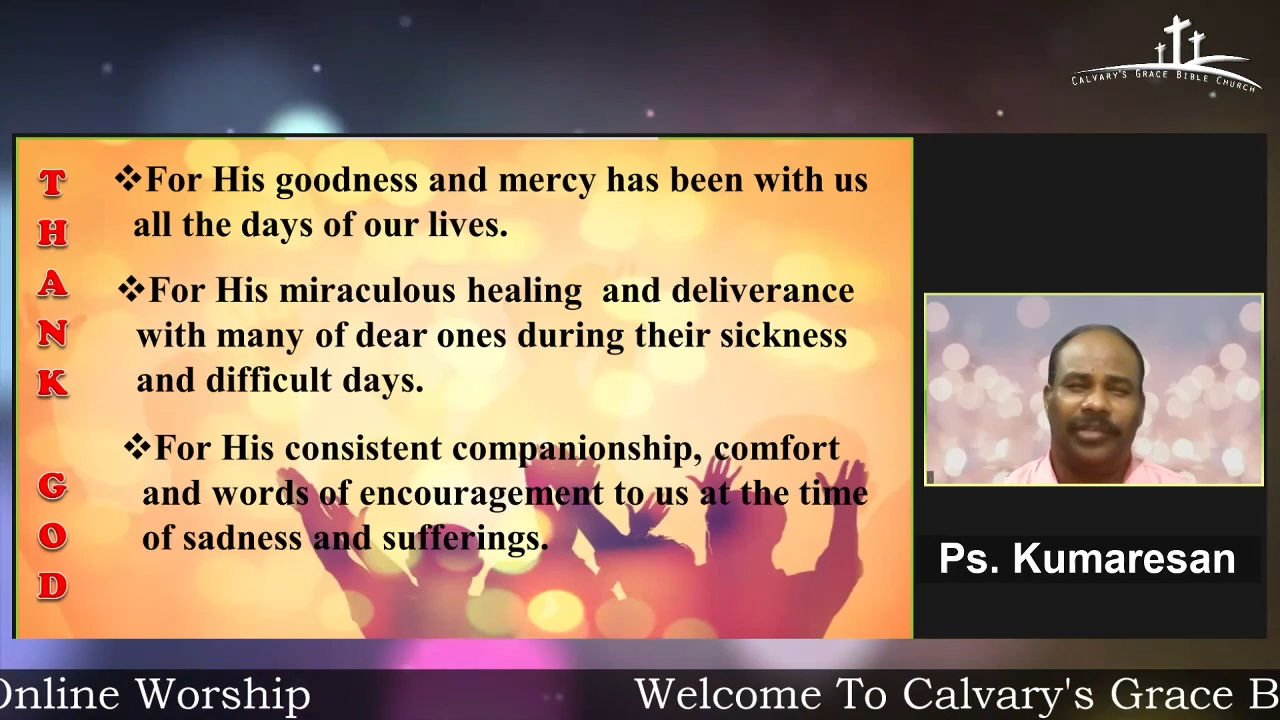 CALVARY'S GRACE BIBLE CHURCH
THANK GOD
❖For His goodness and mercy has been with us
all the days of our lives.
❖For His miraculous healing and deliverance
with many of dear ones during their sickness
and difficult days.
❖For His consistent companionship, comfort
and words of encouragement to us at the time
of sadness and sufferings.
Ps. Kumaresan
Online Worship Welcome To Calvary's Grace B